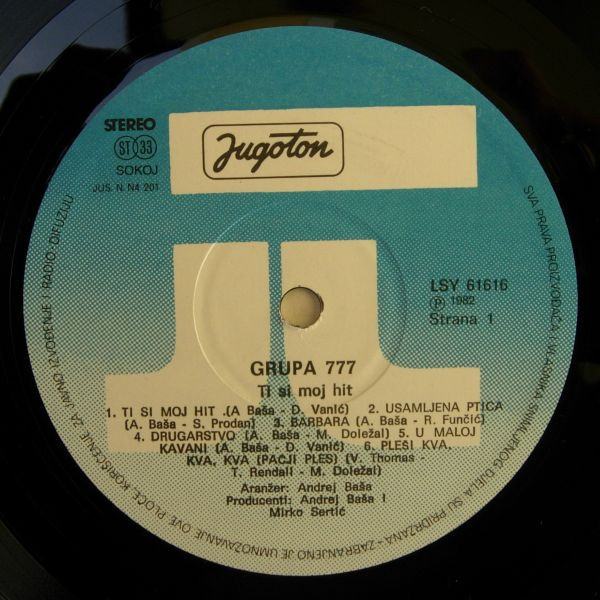 STEREO
ST 33
SOKOJ
JUS. N. N4 201
Jugoton
LSY 61616
Ⓟ 1982
Strana 1
GRUPA 777
Ti si moj hit
1. TI SI MOJ HIT .(A Baša - D. Vanić) 2. USAMLJENA PTICA
(A. Baša - S. Prodan) 3. BARBARA (A. Baša - R. Funčić)
4. DRUGARSTVO (A. Baša - M. Doležal) 5. U MALOJ
KAVANI (A. Baša - D. Vanić) 6. PLEŠI KVA,
KVA, KVA (PAČJI PLES) (V. Thomas -
T. Rendall - M. Doležal)
Aranžer: Andrej Baša
Producenti: Andrej Baša I
Mirko Sertić
SVA PRAVA PROIZVOĐAČA I VLASNIKA SNIMLJENOG DJELA SU PRIDRŽANA - ZABRANJENO JE UMNOŽAVANJE OVE PLOČE, KORIŠĆENJE ZA JAVNO IZVOĐENJE I RADIO-DIFUZIJU